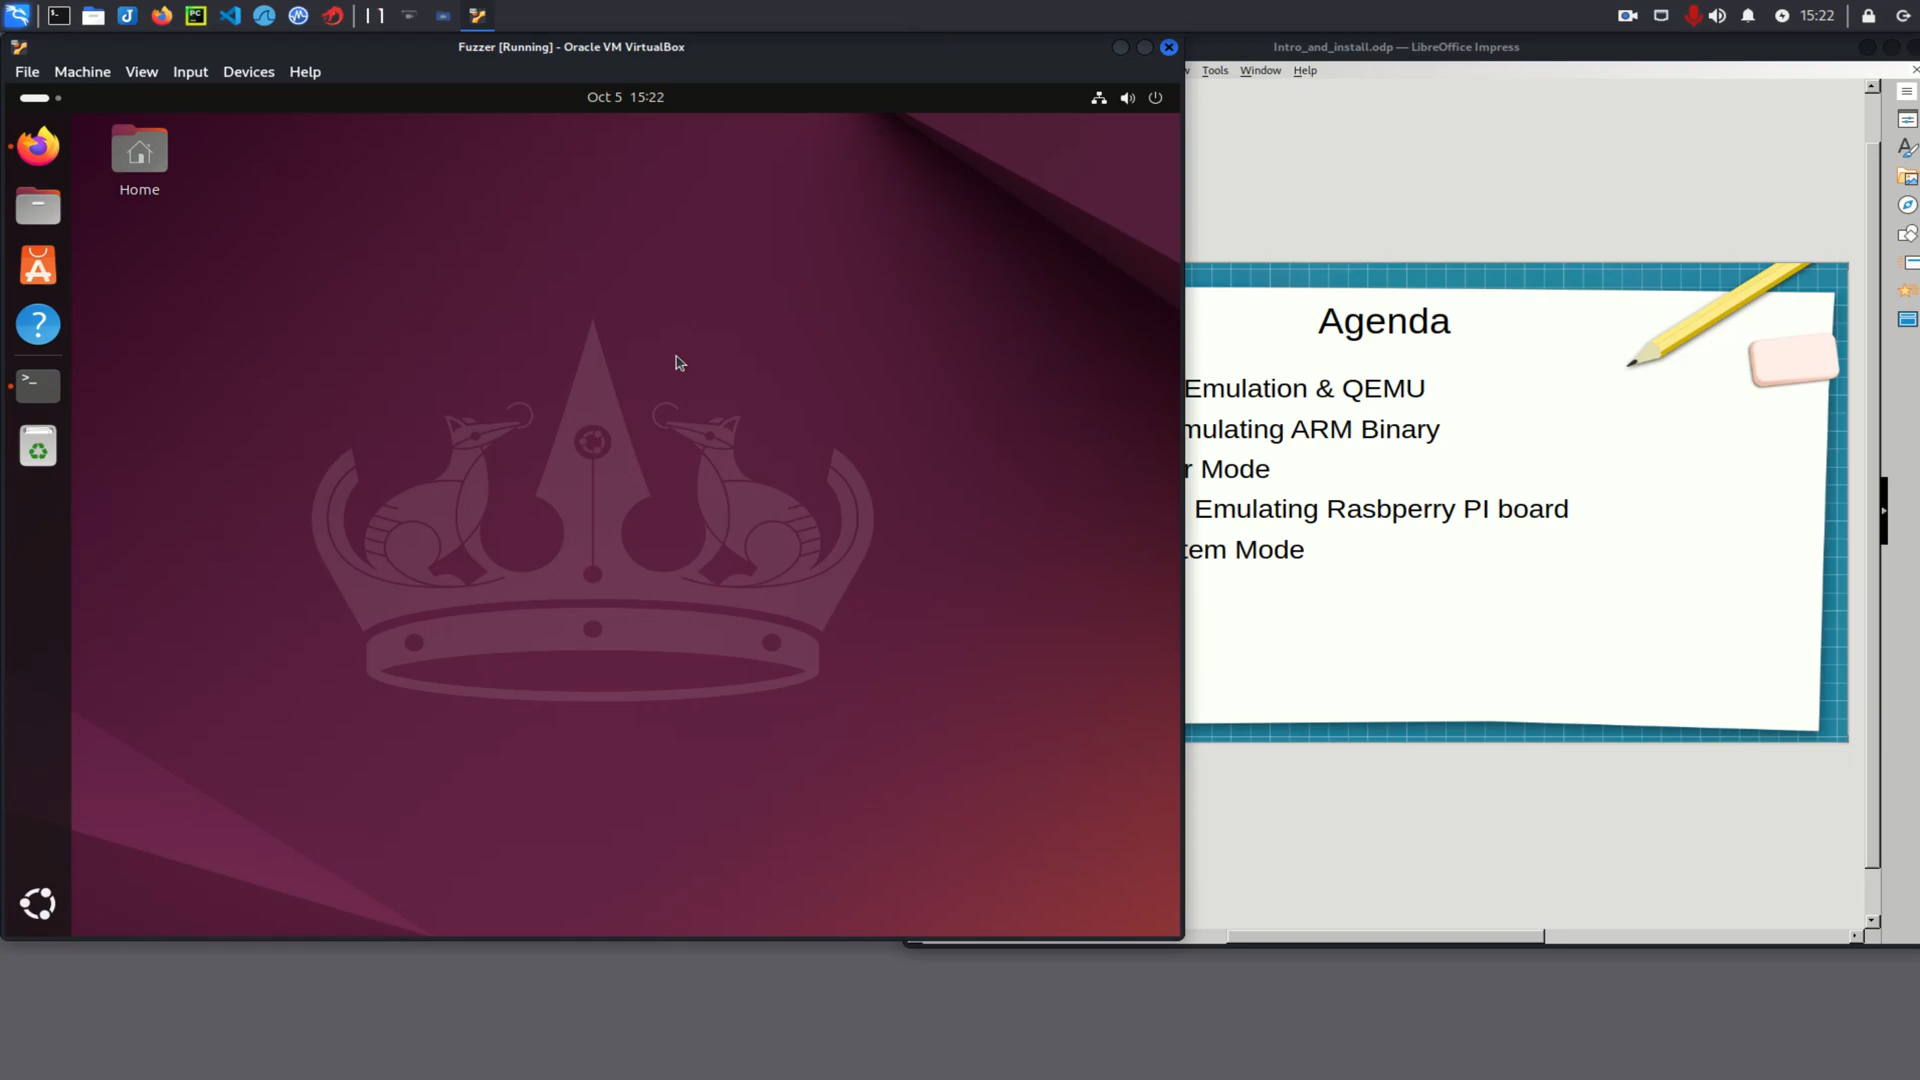 15:22
Fuzzer [Running] - Oracle VM VirtualBox
File Machine View Input Devices Help
Oct 5 15:22
Home
Intro_and_install.odp — LibreOffice Impress
Tools Window Help
Agenda
Emulation & QEMU
mulating ARM Binary
r Mode
Emulating Rasbperry PI board
tem Mode